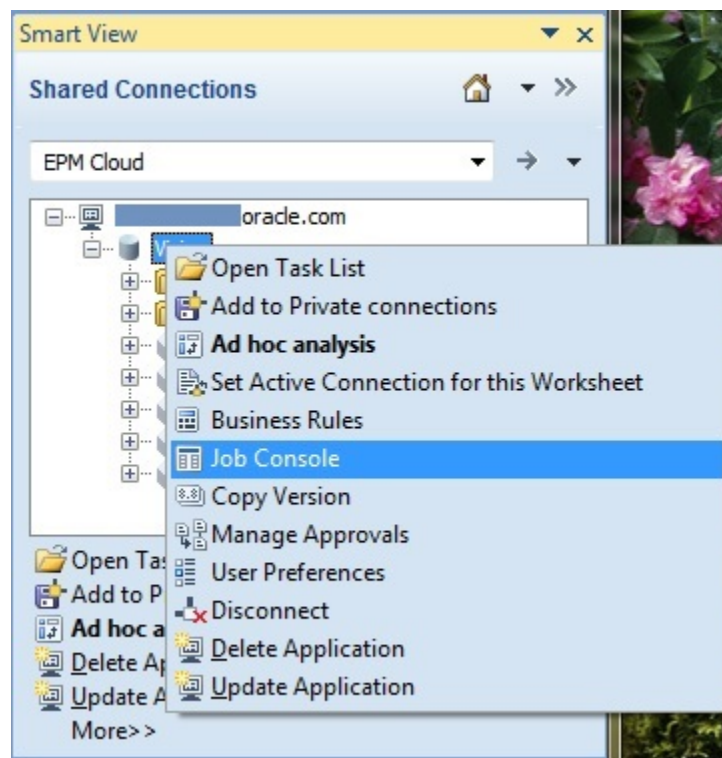 Smart View
Shared Connections
EPM Cloud
oracle.com
Open Task List
Add to Private connections
Ad hoc analysis
Set Active Connection for this Worksheet
Business Rules
Job Console
Copy Version
Manage Approvals
User Preferences
Disconnect
Delete Application
Update Application
Open Ta
Add to P
Ad hoc a
Delete Ap
Update A
More>>